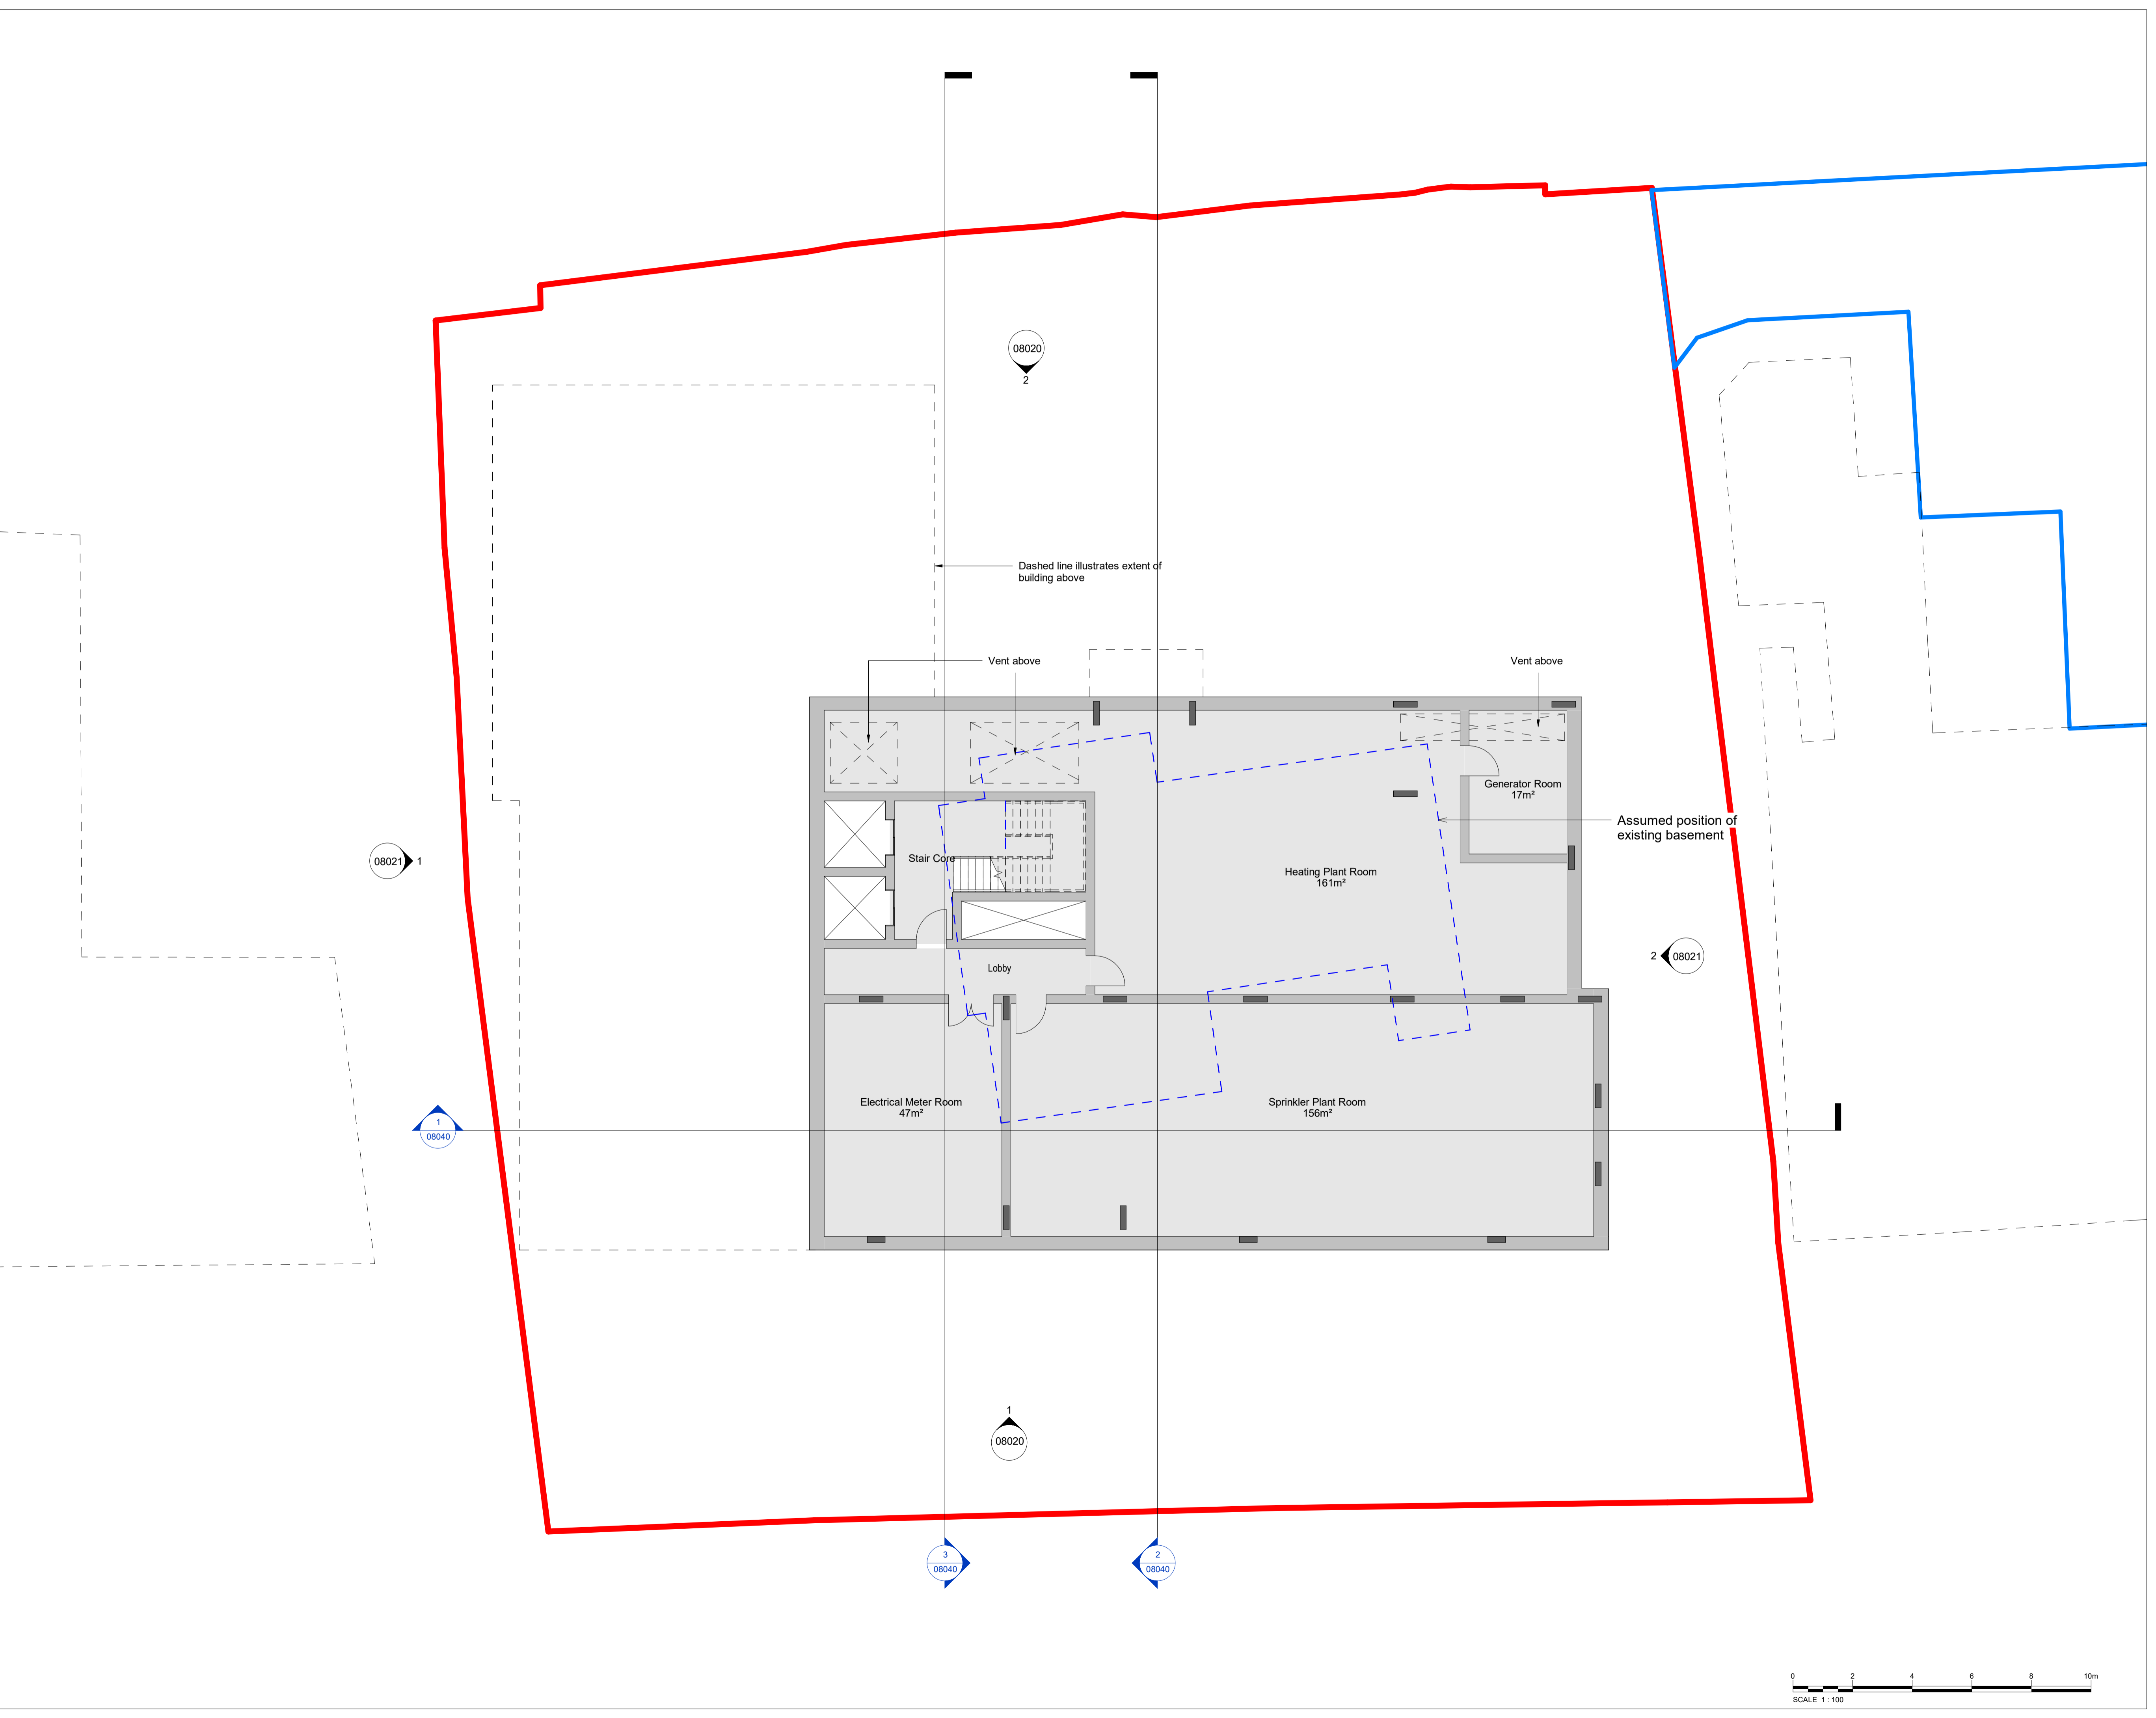 08020
2
Dashed line illustrates extent of
building above
Vent above
Vent above
Generator Room
17m²
Assumed position of
existing basement
08021
1
Stair Core
Heating Plant Room
161m²
2
08021
Lobby
Electrical Meter Room
47m²
Sprinkler Plant Room
156m²
1
08040
1
08020
3
08040
2
08040
0
2
4
6
8
10m
SCALE 1 : 100